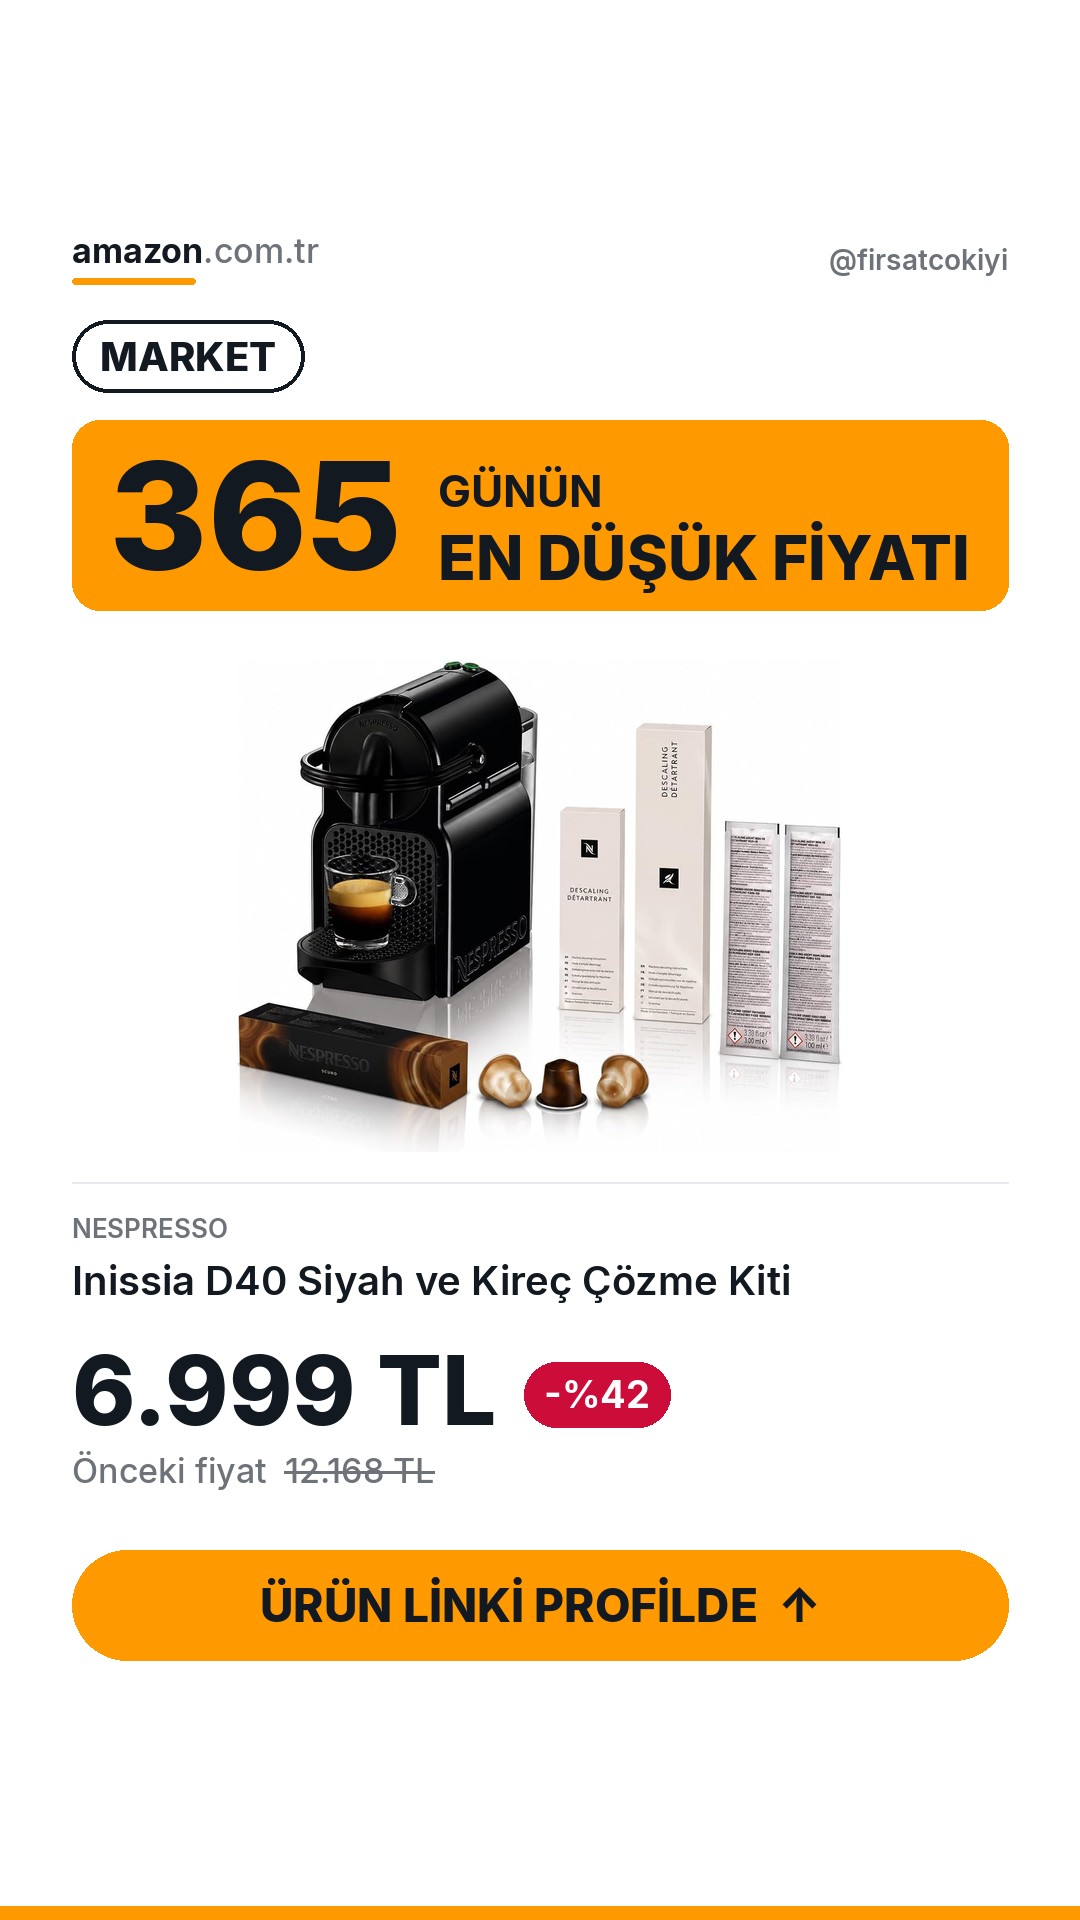 amazon.com.tr
@firsatcokiyi
MARKET
365 GÜNÜN
EN DÜŞÜK FİYATI
NESPRESSO
DESCALING
DÉTARTRANT
DESCALING
DÉTARTRANT
NESPRESSO
NESPRESSO
Inissia D40 Siyah ve Kireç Çözme Kiti
6.999 TL -%42
Önceki fiyat 12.168 TL
ÜRÜN LİNKİ PROFİLDE ↑